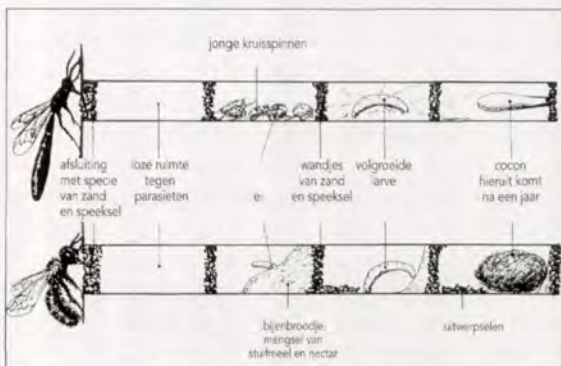 jonge kruisspinnen
afsluiting
met specie
van zand
en speeksel
loze ruimte
tegen
parasieten
ei
wandjes
van zand
en speeksel
volgroeide
arve
cocon
hieruit komt
na een jaar
bijenbroodje,
mengsel van
stuifmeel en nectar
uitwerpselen